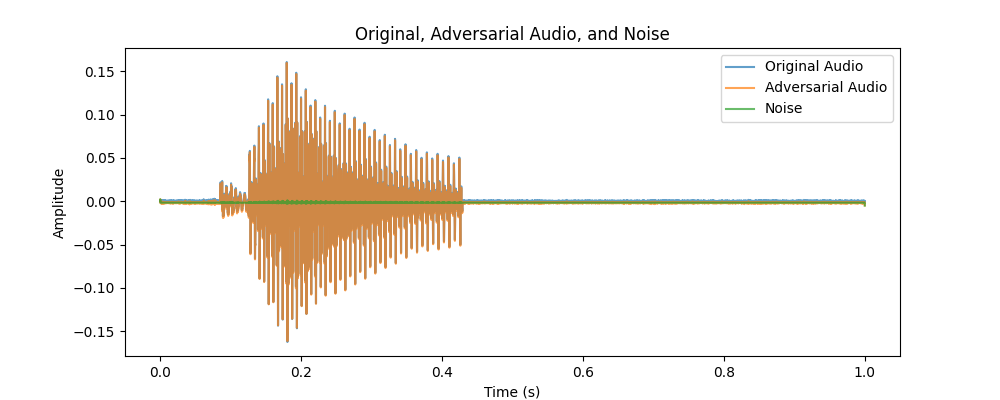 Original, Adversarial Audio, and Noise
Original Audio
Adversarial Audio
Noise
Amplitude
0.15
0.10
0.05
0.00
−0.05
−0.10
−0.15
0.0 0.2 0.4 0.6 0.8 1.0
Time (s)